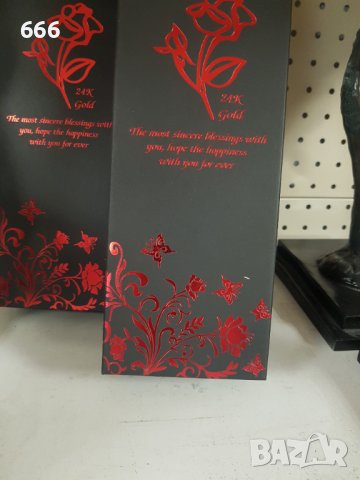 666
24K
Gold
The most sincere blessings with
you, hope the happiness
with you for ever
24K
Gold
The most sincere blessings with
you, hope the happiness
with you for ever
BAZAR